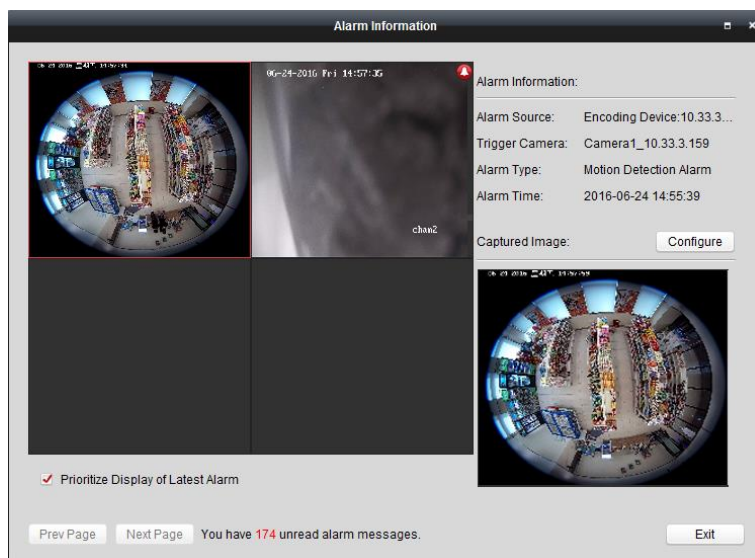 Alarm Information
06-24-2016 Fri 14:57:35
chan2
Alarm Information:
Alarm Source: Encoding Device:10.33.3...
Trigger Camera: Camera1_10.33.3.159
Alarm Type: Motion Detection Alarm
Alarm Time: 2016-06-24 14:55:39
Captured Image: Configure
Prioritize Display of Latest Alarm
Prev Page Next Page You have 174 unread alarm messages. Exit